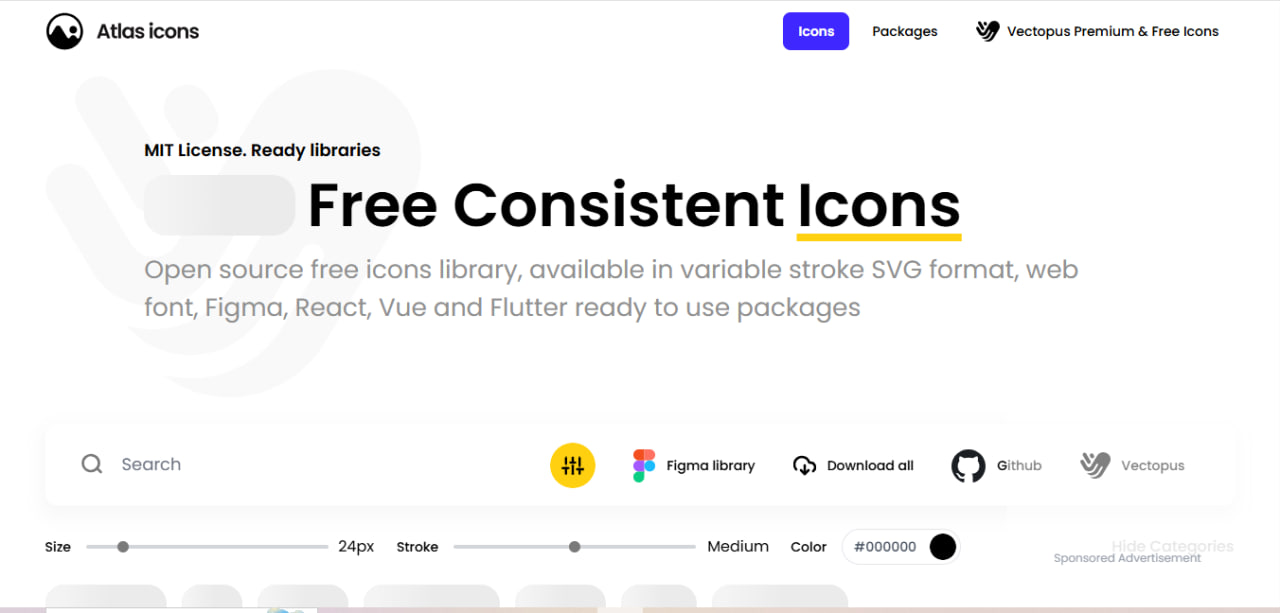 Atlas icons
Icons
Packages
Vectopus Premium & Free Icons
MIT License. Ready libraries
Free Consistent Icons
Open source free icons library, available in variable stroke SVG format, web
font, Figma, React, Vue and Flutter ready to use packages
Search
Figma library
Download all
Github
Vectopus
Size
24px
Stroke
Medium
Color
#000000
Hide Categories
Sponsored Advertisement